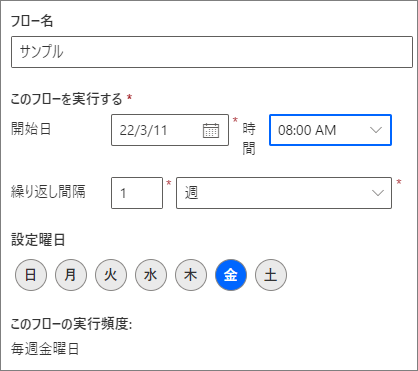 フロー名
サンプル
このフローを実行する *
開始日 22/3/11 * 時間 08:00 AM
繰り返し間隔 1 * 週 *
設定曜日
日 月 火 水 木 金 土
このフローの実行頻度:
毎週金曜日